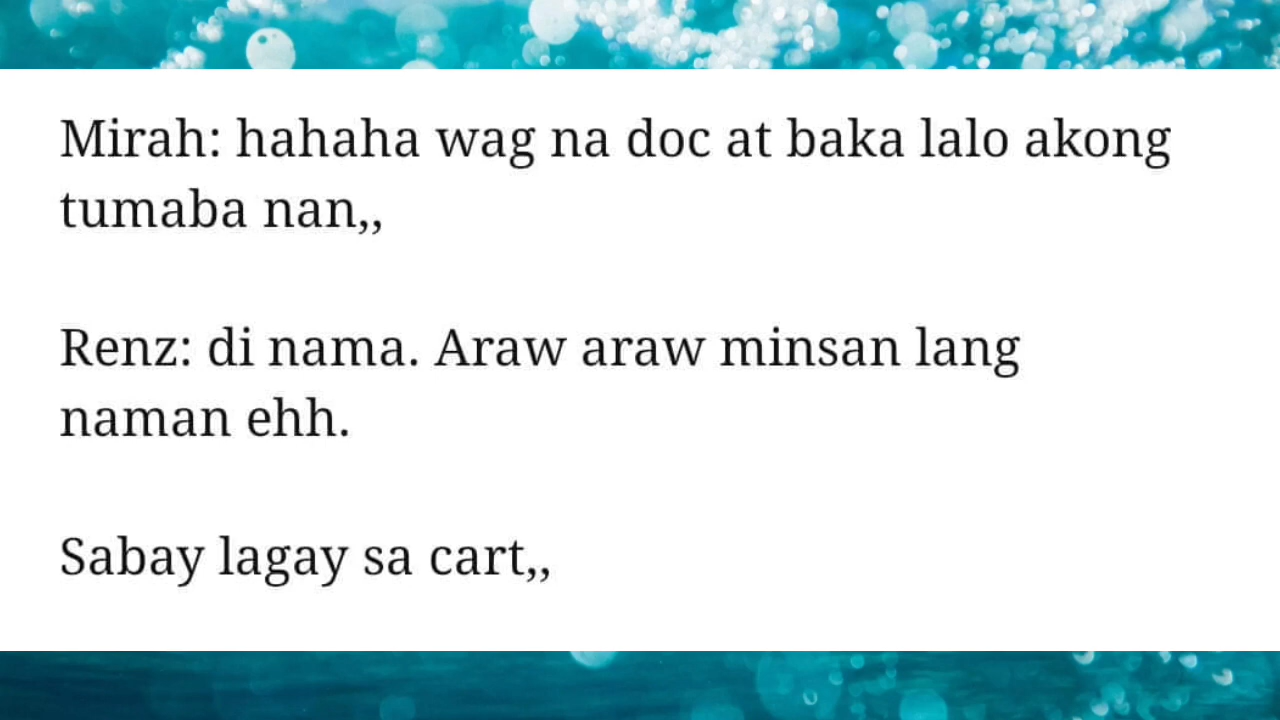 Mirah: hahaha wag na doc at baka lalo akong
tumaba nan,,
Renz: di nama. Araw araw minsan lang
naman ehh.
Sabay lagay sa cart,,